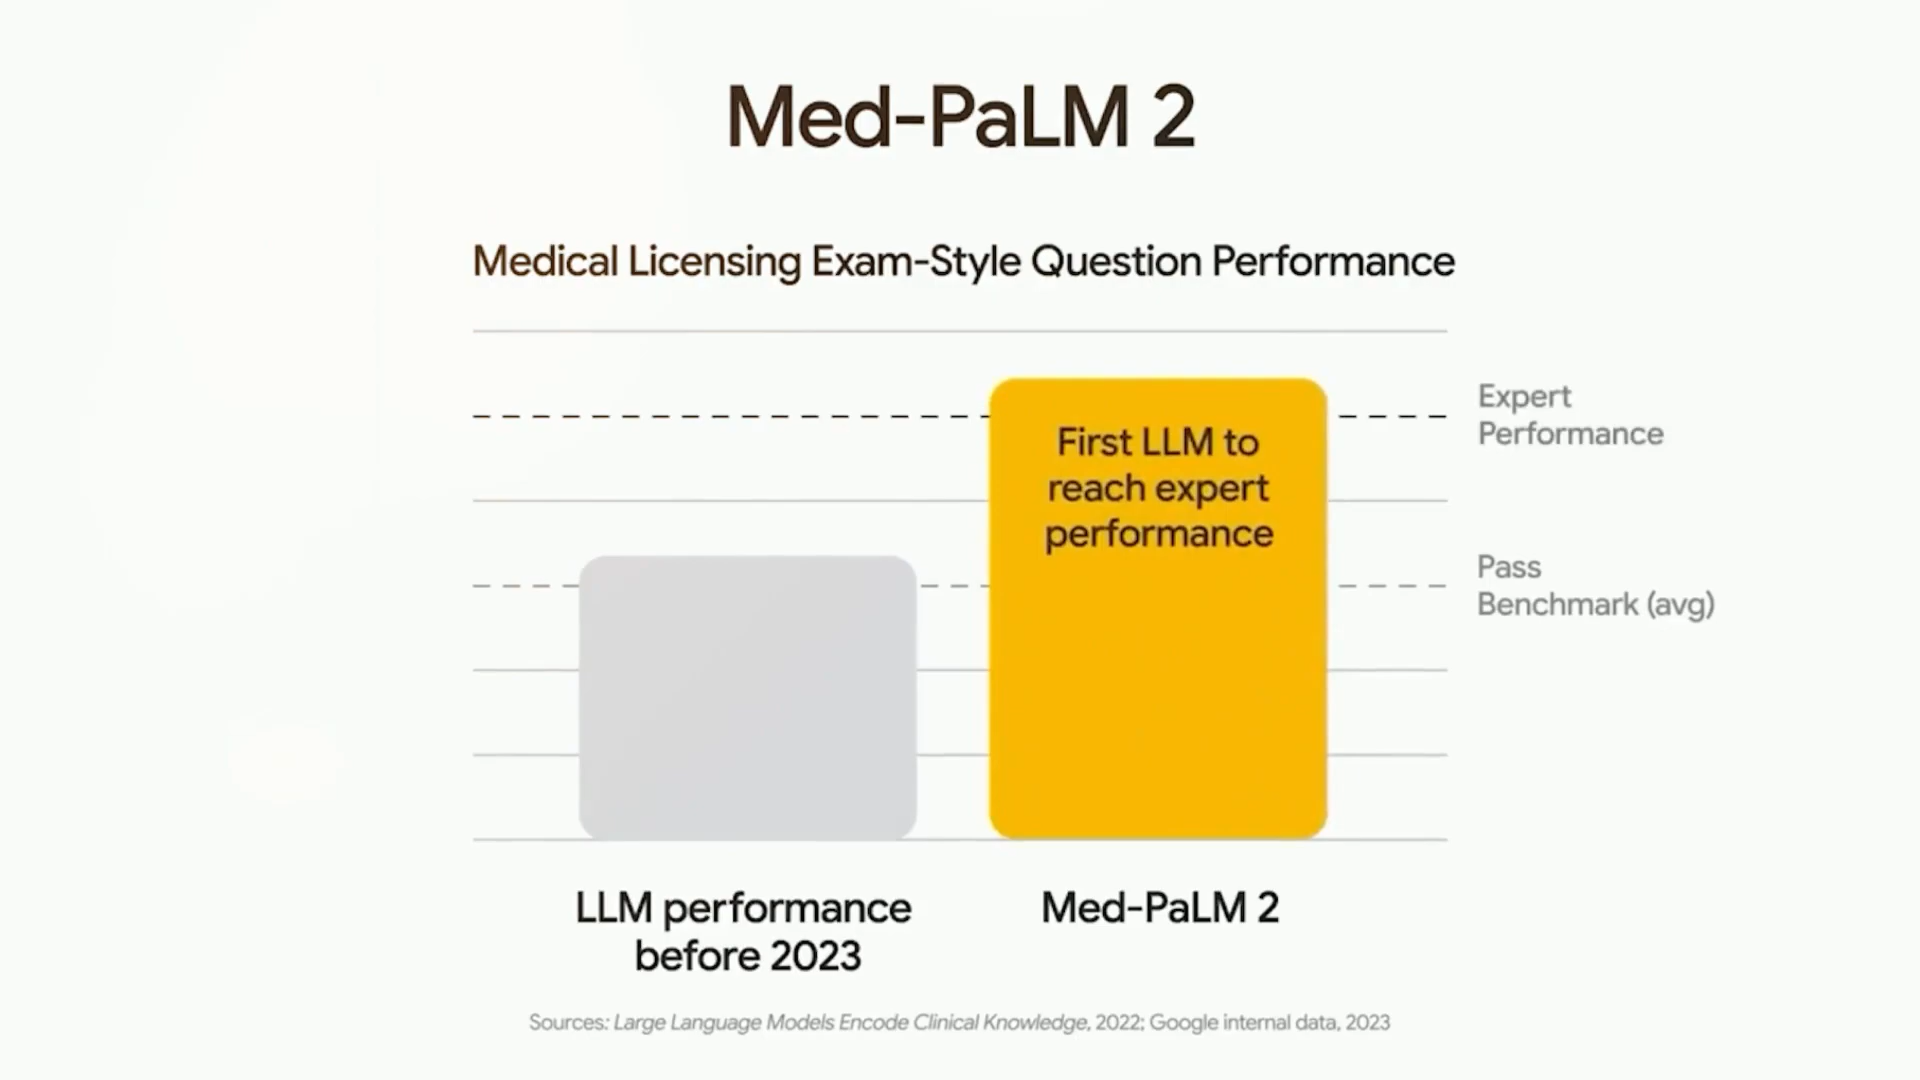 Med-PaLM 2
Medical Licensing Exam-Style Question Performance
Expert
Performance
First LLM to
reach expert
performance
Pass
Benchmark (avg)
LLM performance
before 2023
Med-PaLM 2
Sources: Large Language Models Encode Clinical Knowledge, 2022; Google internal data, 2023